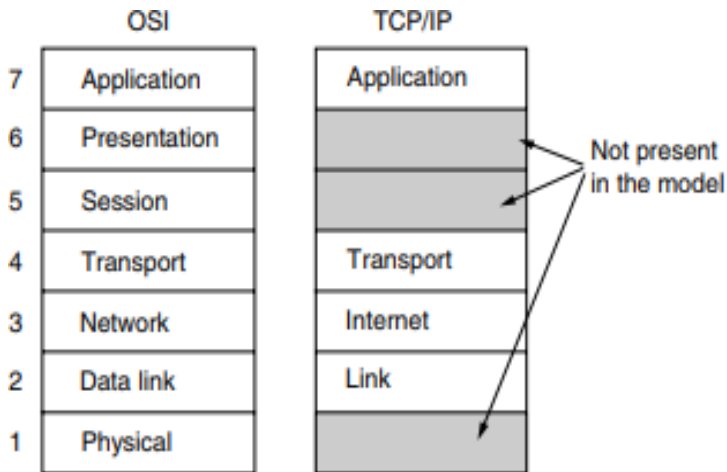 OSI TCP/IP
7 Application Application
6 Presentation
5 Session
Not present
in the model
4 Transport Transport
3 Network Internet
2 Data link Link
1 Physical